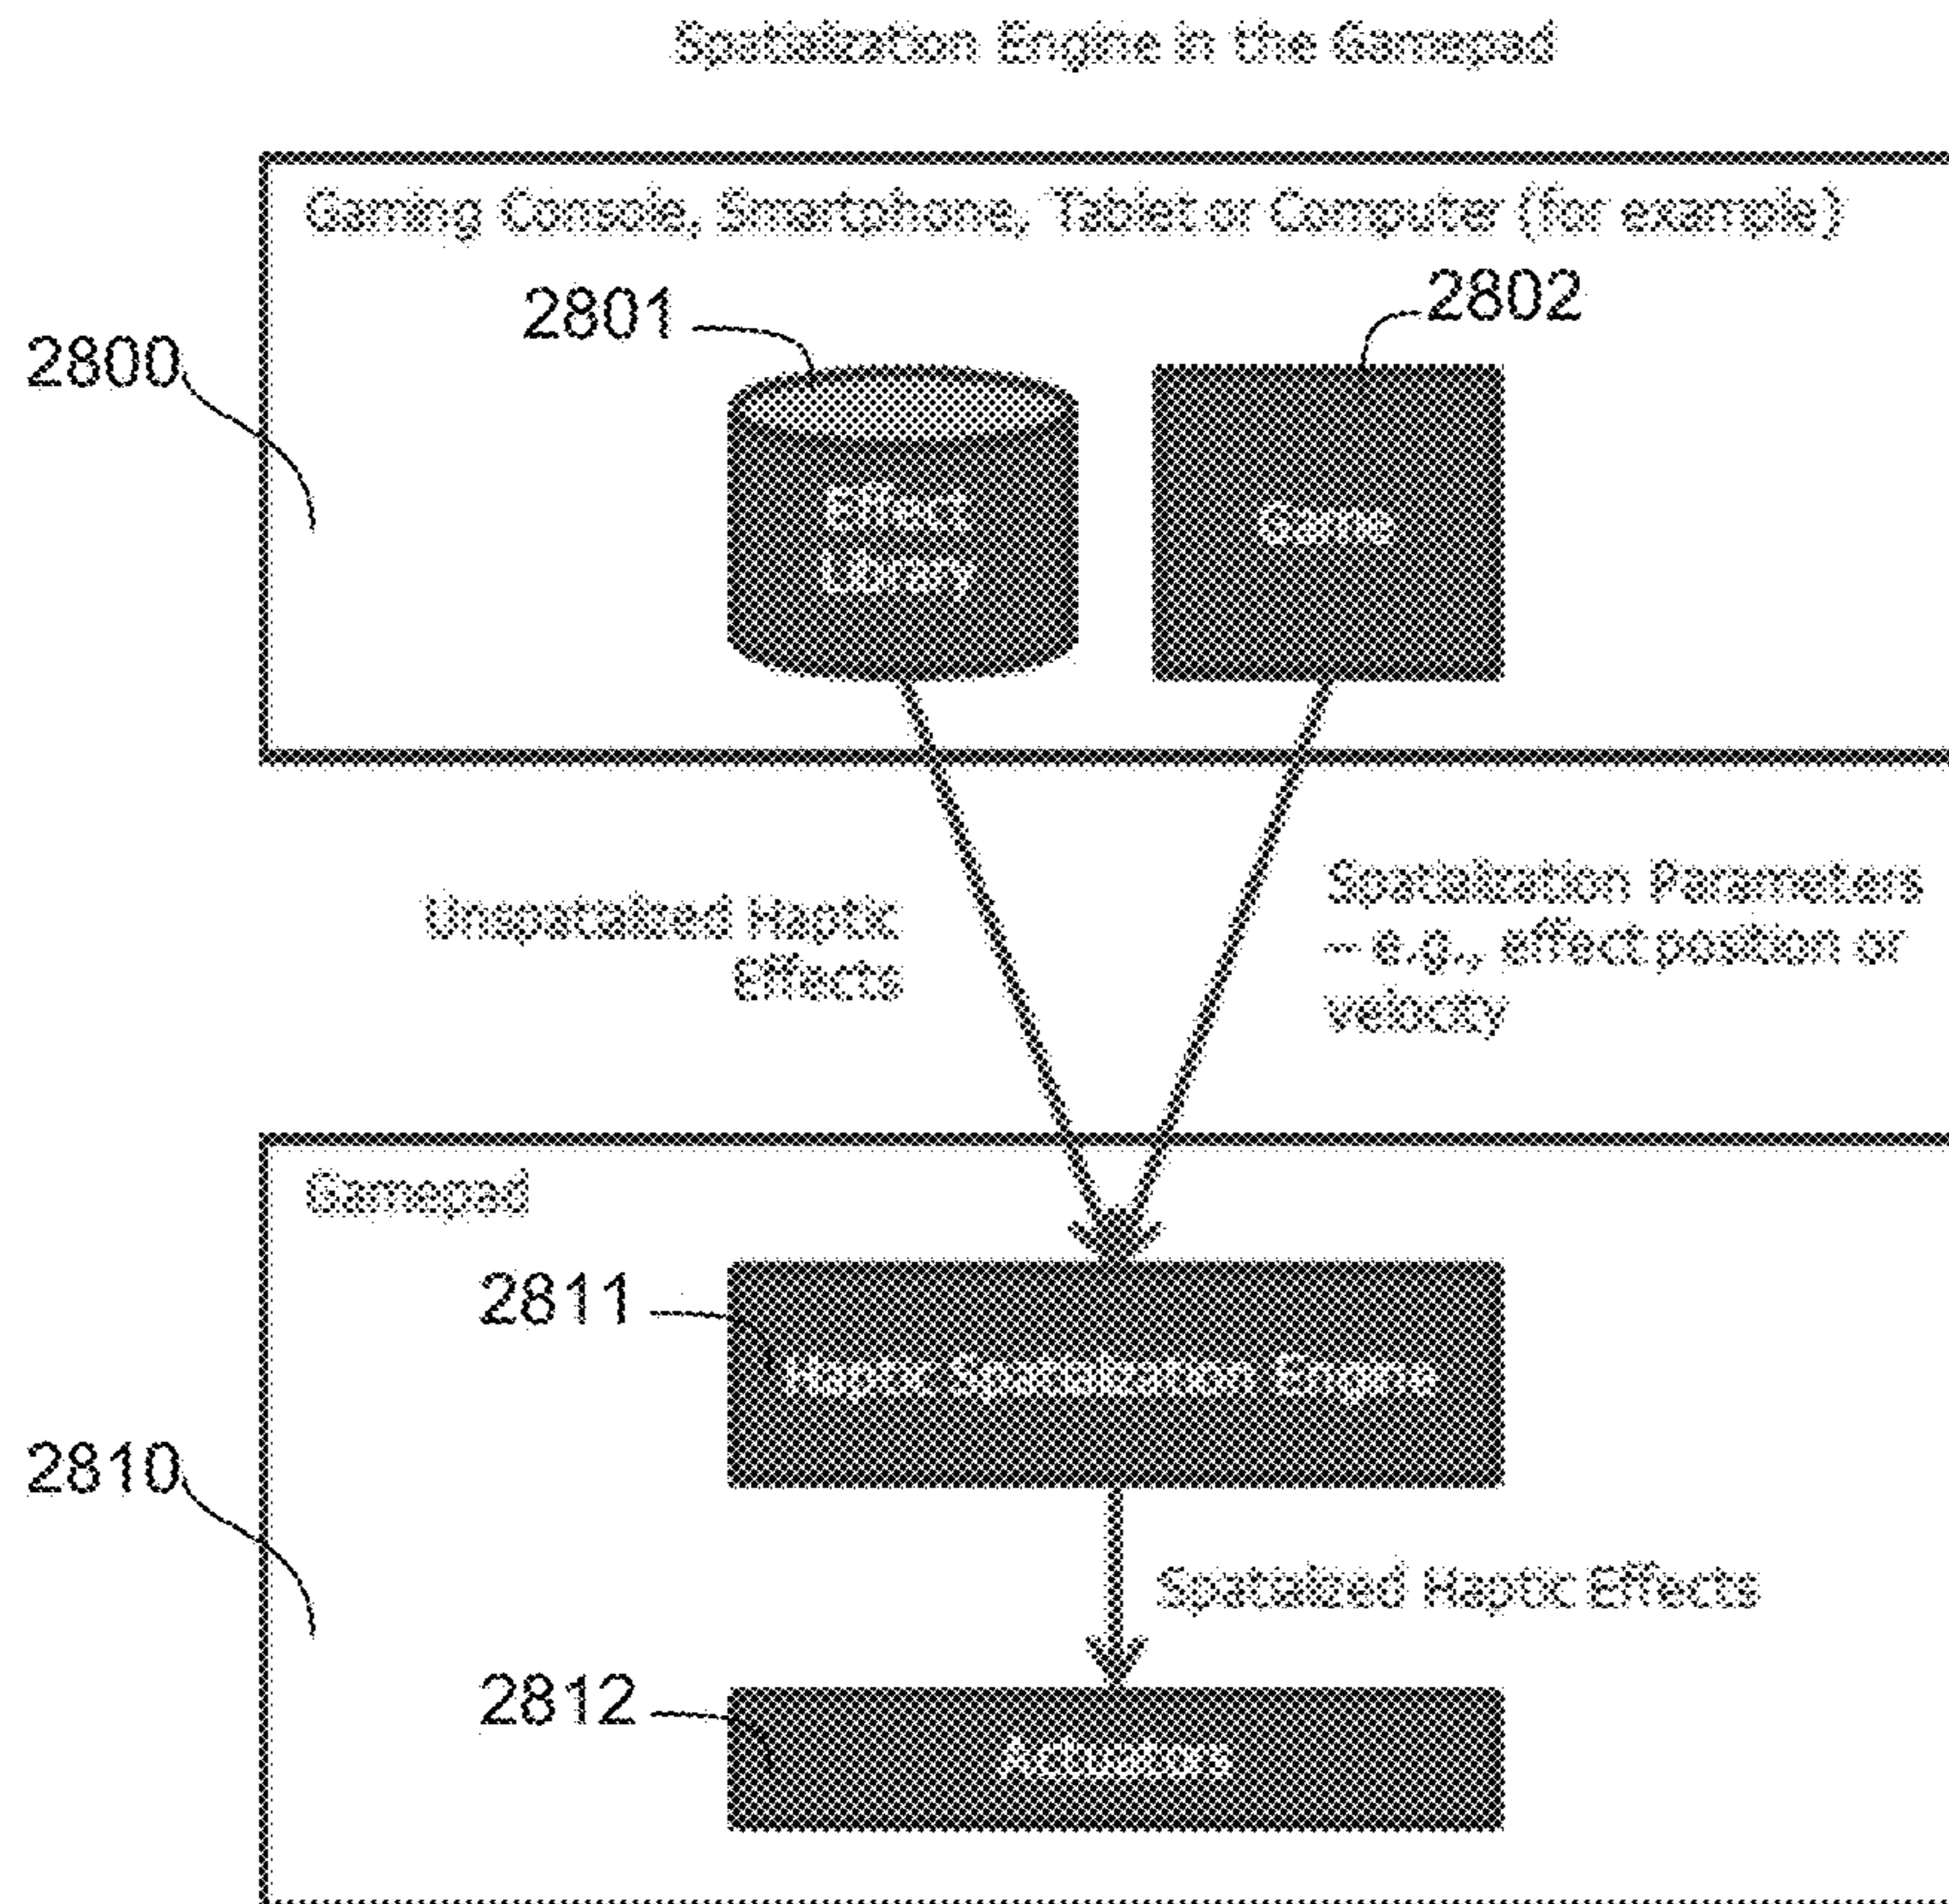 Spatialization Engine in the Gamepad
Gaming Console, Smartphone, Tablet or Computer (for example)
2801
2802
2800
Effect
Library
Game
Unspatialized Haptic
Effects
Spatialization Parameters
– e.g., effect position or
velocity
Gamepad
2811
Haptic Spatialization Engine
2810
Spatialized Haptic Effects
2812
Actuators